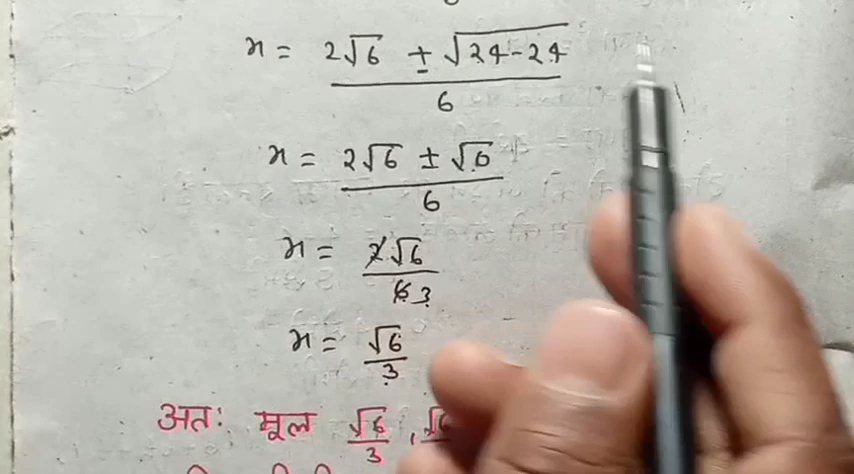 x = (2√6 ± √(24-24))/6
x = (2√6 ± √0)/6
x = 2√6/6 3
x = √6/3
अतः मूल √6/3 ,